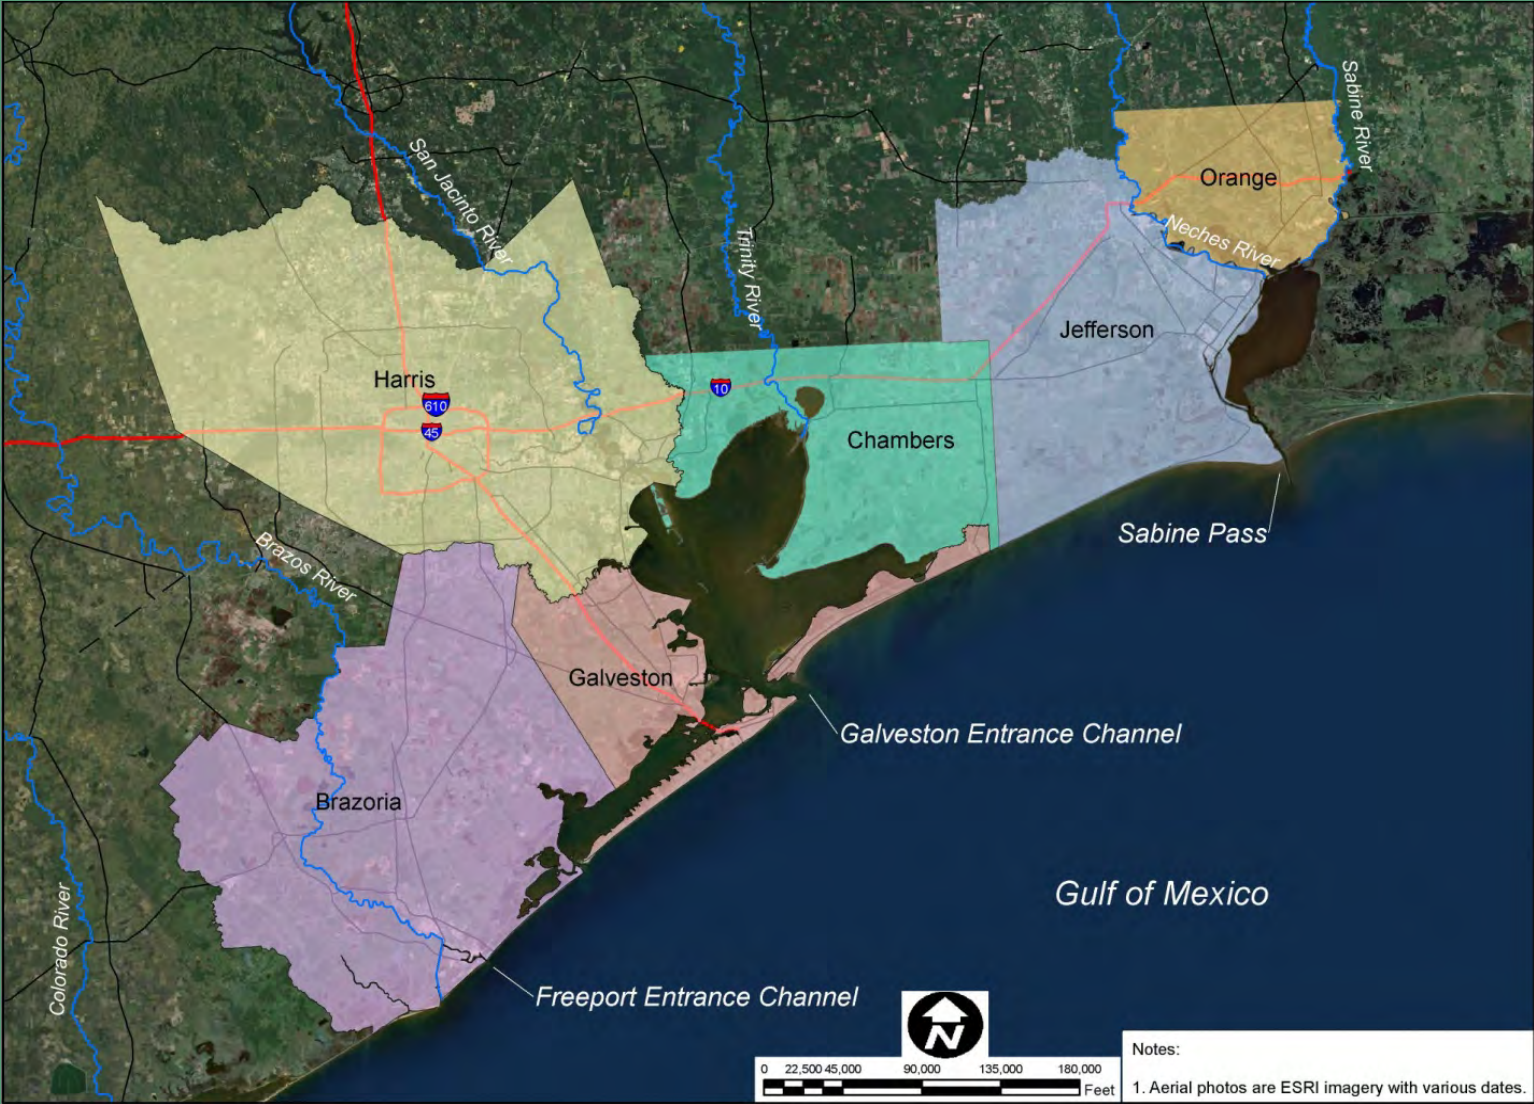 Sabine River
Orange
San Jacinto River
Neches River
Trinity River
Jefferson
Harris
610
10
45
Chambers
Sabine Pass
Brazos River
Galveston
Galveston Entrance Channel
Brazoria
Gulf of Mexico
Colorado River
Freeport Entrance Channel
N
0 22,500 45,000 90,000 135,000 180,000
Feet
Notes:
1. Aerial photos are ESRI imagery with various dates.